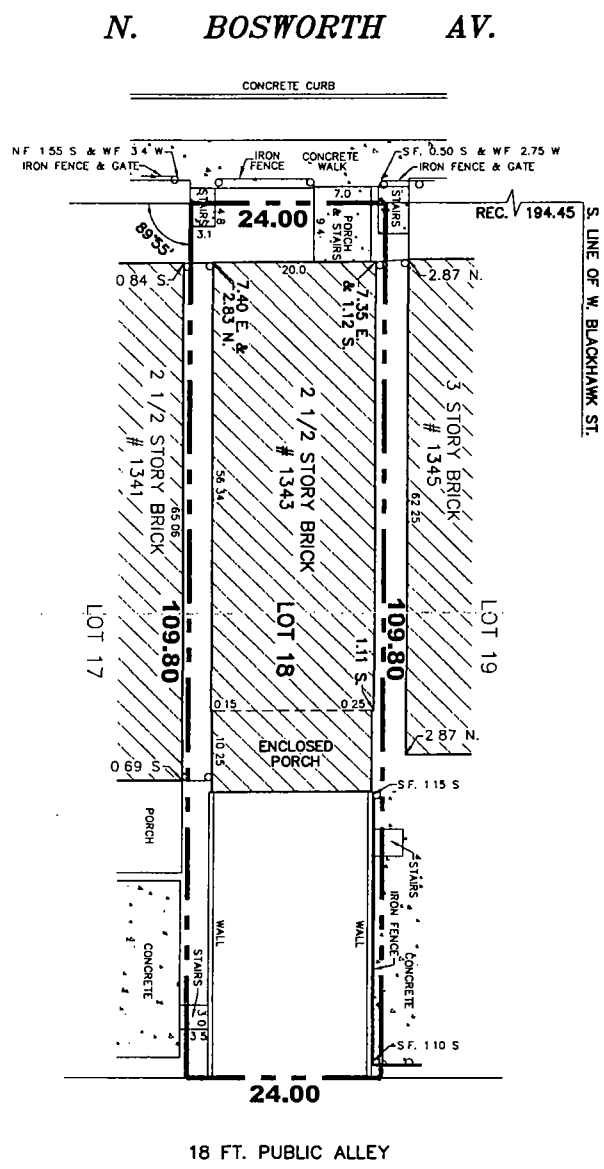 N. BOSWORTH AV.
CONCRETE CURB
N F 1.55 S & WF 3.4 W
IRON FENCE & GATE
IRON
FENCE
CONCRETE
WALK
S F. 0.50 S & WF 2.75 W
IRON FENCE & GATE
STAIRS
4.8
3.1
24.00
7.0
9.4
PORCH
& STAIRS
STAIRS
REC. 194.45
S LINE OF W. BLACKHAWK ST.
89°55'
0 84 S.
20.0
7.40 E &
2.83 N.
7.35 E.
& 1.12 S.
2.87 N.
2 1/2 STORY BRICK
# 1341
2 1/2 STORY BRICK
# 1343
3 STORY BRICK
# 1345
65.06
56 34
62 25
LOT 17
109.80
LOT 18
109.80
LOT 19
1.11 S.
0 15
0 25
10 25
ENCLOSED
PORCH
2 87 N.
0 69 S
S F. 1 15 S
PORCH
STAIRS
WALL
WALL
IRON FENCE
CONCRETE
CONCRETE
STAIRS
3 0
3 5
S F. 1 10 S
24.00
18 FT. PUBLIC ALLEY